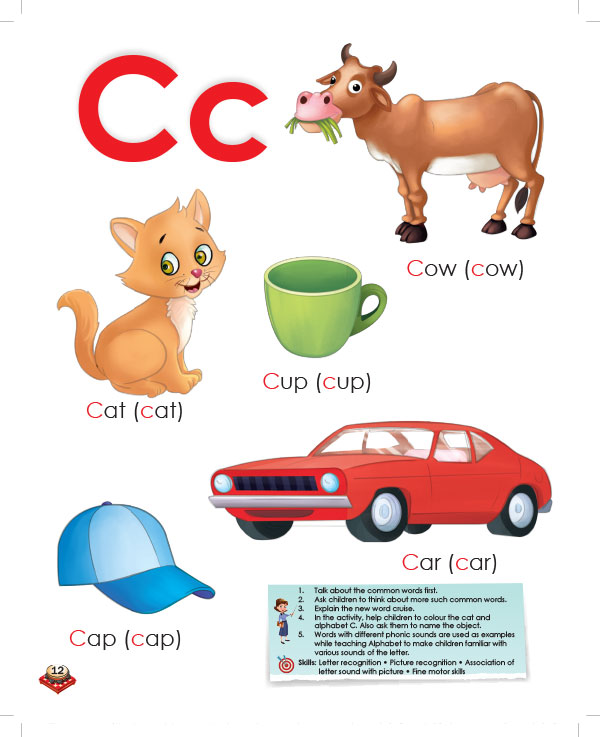 Cc
Cow (cow)
Cup (cup)
Cat (cat)
Car (car)
Cap (cap)
1. Talk about the common words first.
2. Ask children to think about more such common words.
3. Explain the new word cruise.
4. In the activity, help children to colour the cat and
alphabet C. Also ask them to name the object.
5. Words with different phonic sounds are used as examples
while teaching Alphabet to make children familiar with
various sounds of the letter.
Skills: Letter recognition • Picture recognition • Association of
letter sound with picture • Fine motor skills
12